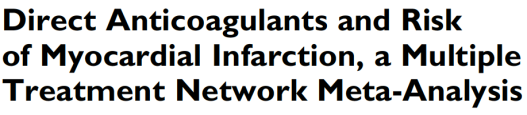 Direct Anticoagulants and Risk
of Myocardial Infarction, a Multiple
Treatment Network Meta-Analysis